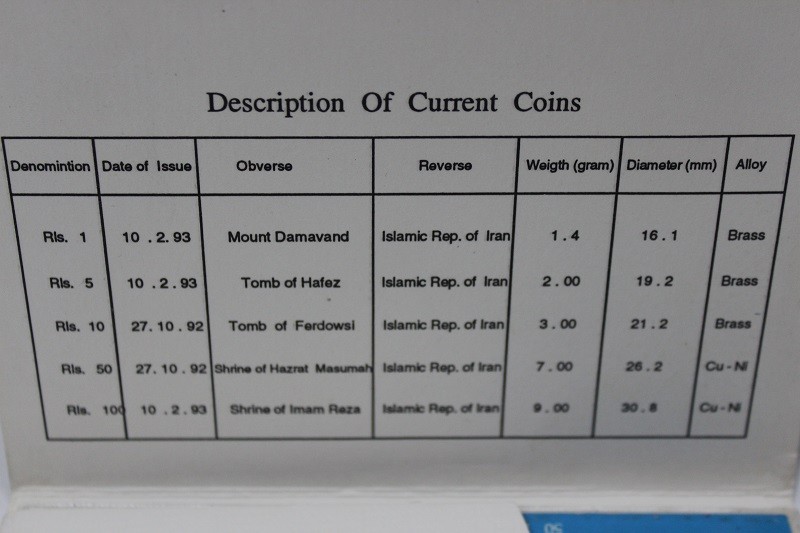 Description Of Current Coins
Denomintion Date of Issue Obverse Reverse Weigth (gram) Diameter (mm) Alloy
Rls. 1 10 .2. 93 Mount Damavand Islamic Rep. of Iran 1.4 16.1 Brass
Rls. 5 10 .2. 93 Tomb of Hafez Islamic Rep. of Iran 2.00 19.2 Brass
Rls. 10 27. 10 . 92 Tomb of Ferdowsi Islamic Rep. of Iran 3.00 21.2 Brass
Rls. 50 27. 10 . 92 Shrine of Hazrat Masumah Islamic Rep. of Iran 7.00 26.2 Cu - Ni
Rls. 100 10 .2. 93 Shrine of Imam Reza Islamic Rep. of Iran 9.00 30.8 Cu - Ni
50